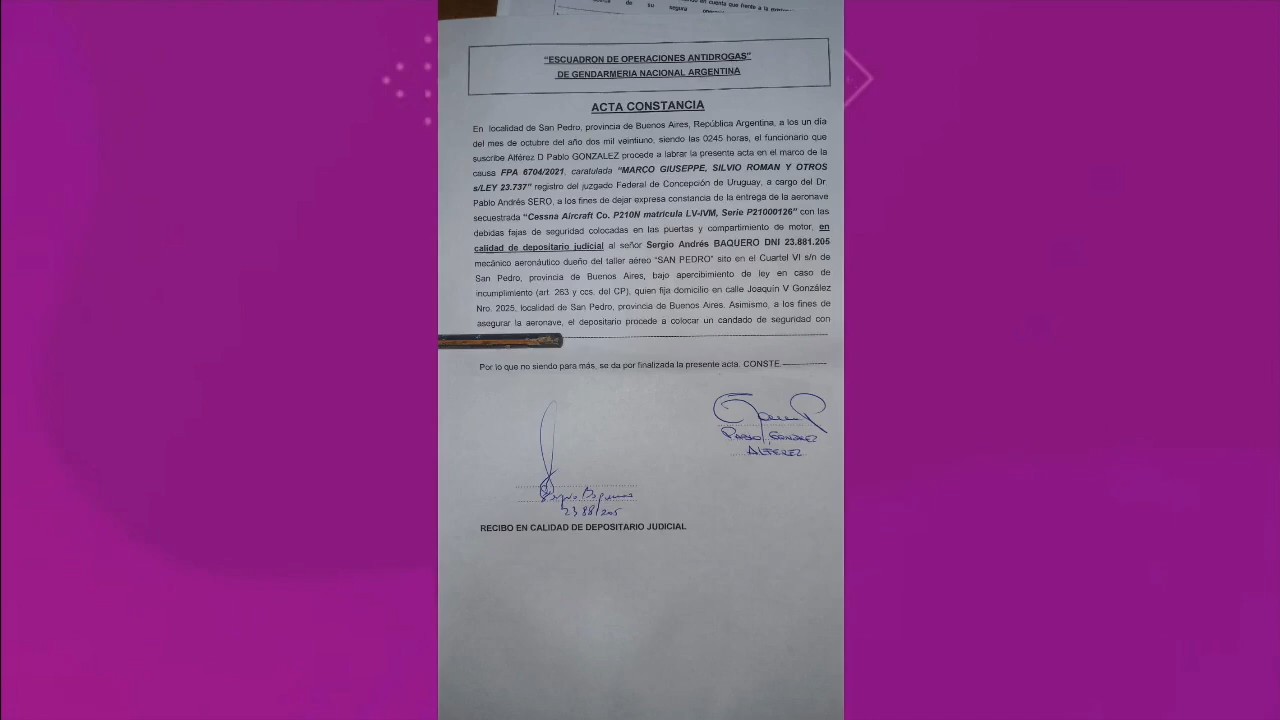 de su segura
en cuenta que frente a la
"ESCUADRON DE OPERACIONES ANTIDROGAS"
DE GENDARMERIA NACIONAL ARGENTINA
ACTA CONSTANCIA
En localidad de San Pedro, provincia de Buenos Aires, República Argentina, a los un día
del mes de octubre del año dos mil veintiuno, siendo las 0245 horas, el funcionario que
suscribe Alférez D Pablo GONZALEZ procede a labrar la presente acta en el marco de la
causa FPA 6704/2021, caratulada "MARCO GIUSEPPE, SILVIO ROMAN Y OTROS
s/LEY 23.737" registro del juzgado Federal de Concepción de Uruguay, a cargo del Dr.
Pablo Andrés SERO, a los fines de dejar expresa constancia de la entrega de la aeronave
secuestrada "Cessna Aircraft Co. P210N matricula LV-IVM, Serie P21000126" con las
debidas fajas de seguridad colocadas en las puertas y compartimiento de motor, en
calidad de depositario judicial al señor Sergio Andrés BAQUERO DNI 23.881.205
mecánico aeronáutico dueño del taller aéreo "SAN PEDRO" sito en el Cuartel VI s/n de
San Pedro, provincia de Buenos Aires, bajo apercibimiento de ley en caso de
incumplimiento (art. 263 y ccs. del CP), quien fija domicilio en calle Joaquín V González
Nro. 2025, localidad de San Pedro, provincia de Buenos Aires. Asimismo, a los fines de
asegurar la aeronave, el depositario procede a colocar un candado de seguridad con
Por lo que no siendo para más, se da por finalizada la presente acta. CONSTE.
PABLO GONZALEZ
ALFEREZ
RECIBO EN CALIDAD DE DEPOSITARIO JUDICIAL